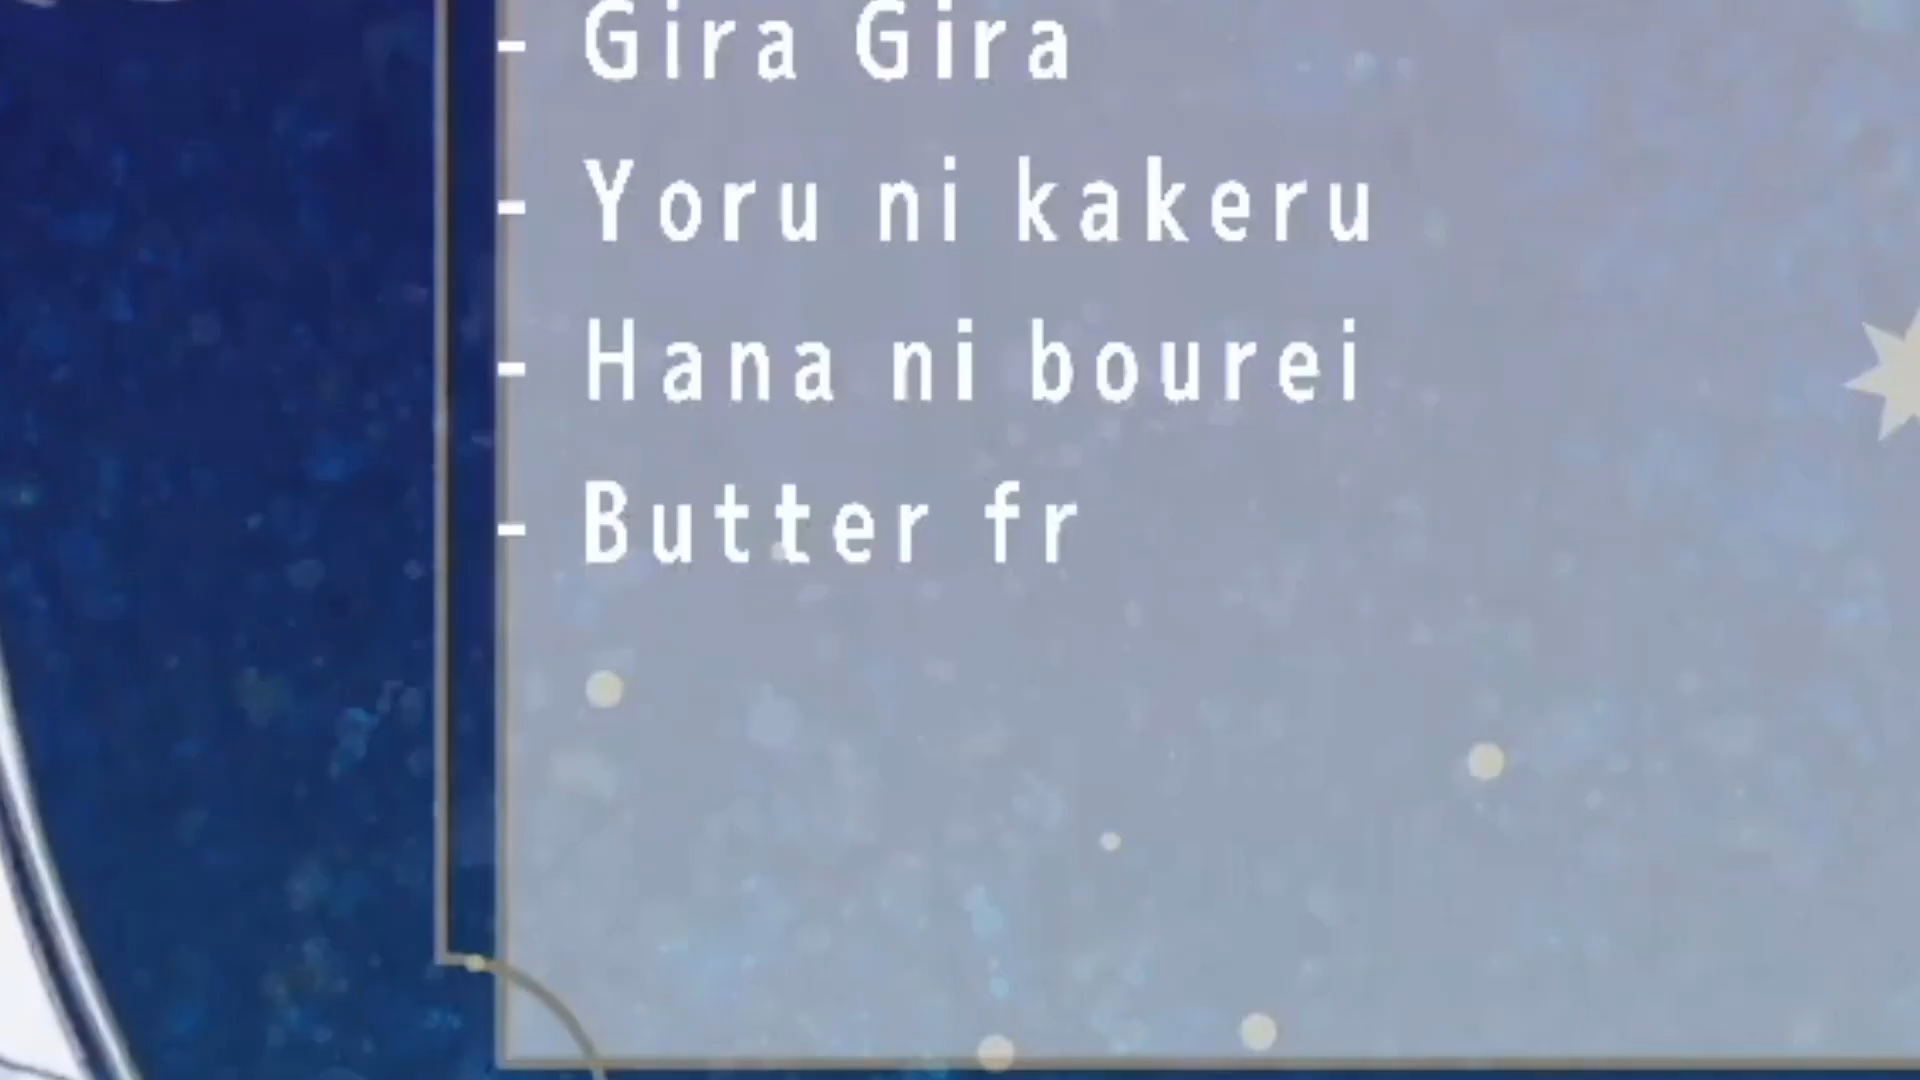 - Gira Gira
- Yoru ni kakeru
- Hana ni bourei
- Butter fr